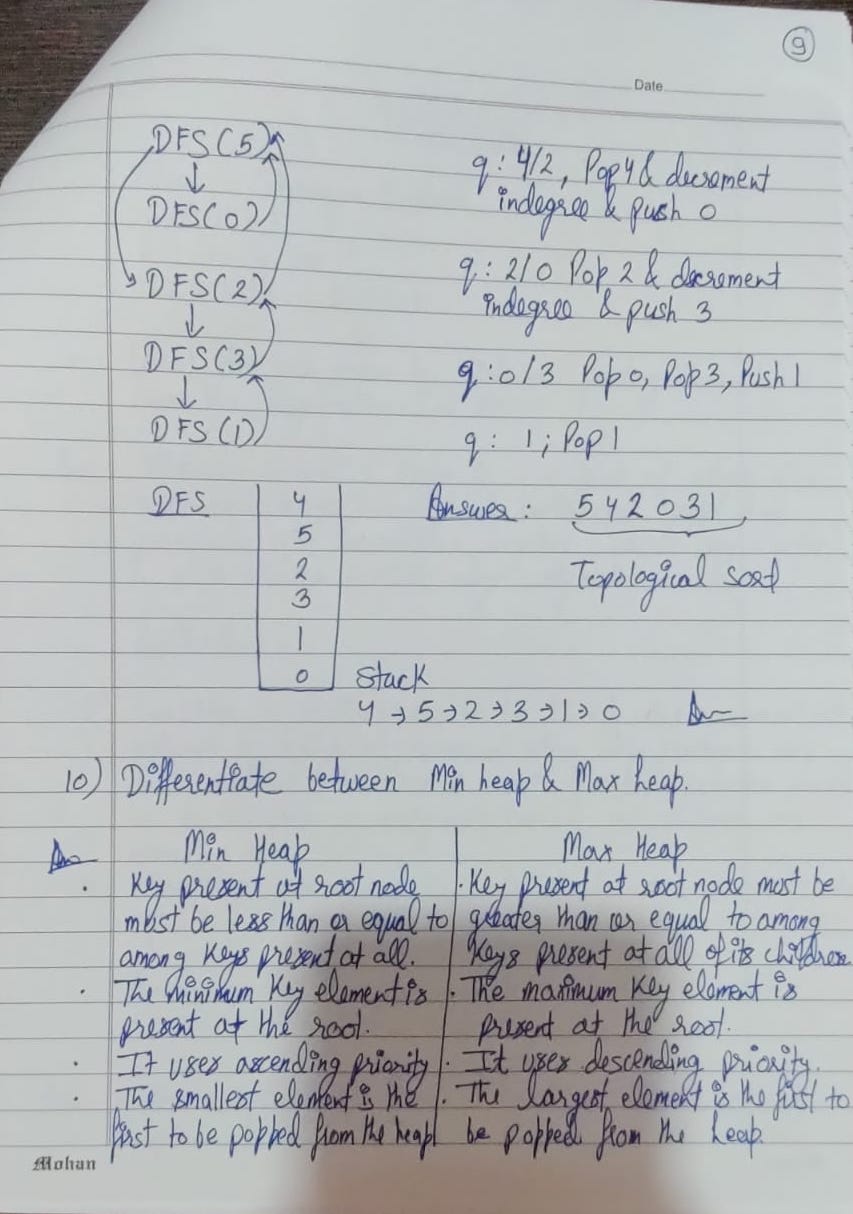 9
Date
DFS(5)
↓
DFS(0)
DFS(2)
↓
DFS(3)
↓
DFS(1)
q: 4/2, Pop 4 & decrement
indegree & push 0
q: 2/0 Pop 2 & decrement
indegree & push 3
q: 0/3 Pop 0, Pop 3, Push 1
q: 1; Pop 1
DFS
4
5
2
3
1
0
Stack
4 → 5 → 2 → 3 → 1 → 0 Ans
Answer: 5 4 2 0 3 1
Topological sort
10) Differentiate between Min heap & Max heap.
Ans
Min Heap
· Key present at root node
must be less than or equal to
among keys present at all.
· The minimum key element is
present at the root.
· It uses ascending priority
· The smallest element is the
first to be popped from the heap
Max Heap
· Key present at root node must be
greater than or equal to among
keys present at all of its children
· The maximum key element is
present at the root.
· It uses descending priority.
· The largest element is the first to
be popped from the heap.
Mohan